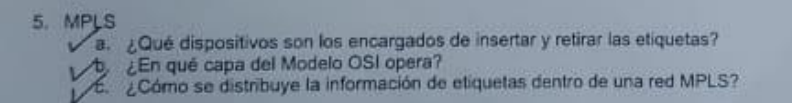 5. MPLS
a. ¿Qué dispositivos son los encargados de insertar y retirar las etiquetas?
b. ¿En qué capa del Modelo OSI opera?
c. ¿Cómo se distribuye la información de etiquetas dentro de una red MPLS?